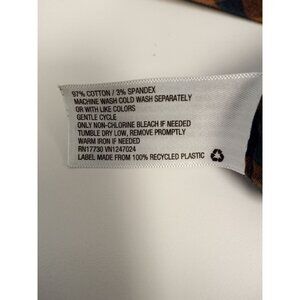 97% COTTON / 3% SPANDEX
MACHINE WASH COLD WASH SEPARATELY
OR WITH LIKE COLORS
GENTLE CYCLE
ONLY NON-CHLORINE BLEACH IF NEEDED
TUMBLE DRY LOW, REMOVE PROMPTLY
WARM IRON IF NEEDED
RN17730 VN1247024
LABEL MADE FROM 100% RECYCLED PLASTIC